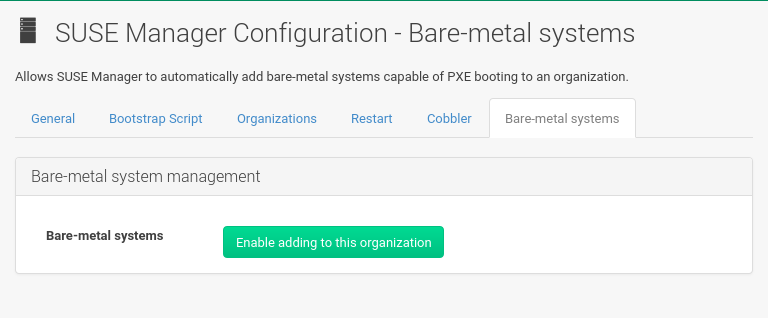 SUSE Manager Configuration - Bare-metal systems
Allows SUSE Manager to automatically add bare-metal systems capable of PXE booting to an organization.
General Bootstrap Script Organizations Restart Cobbler Bare-metal systems
Bare-metal system management
Bare-metal systems Enable adding to this organization